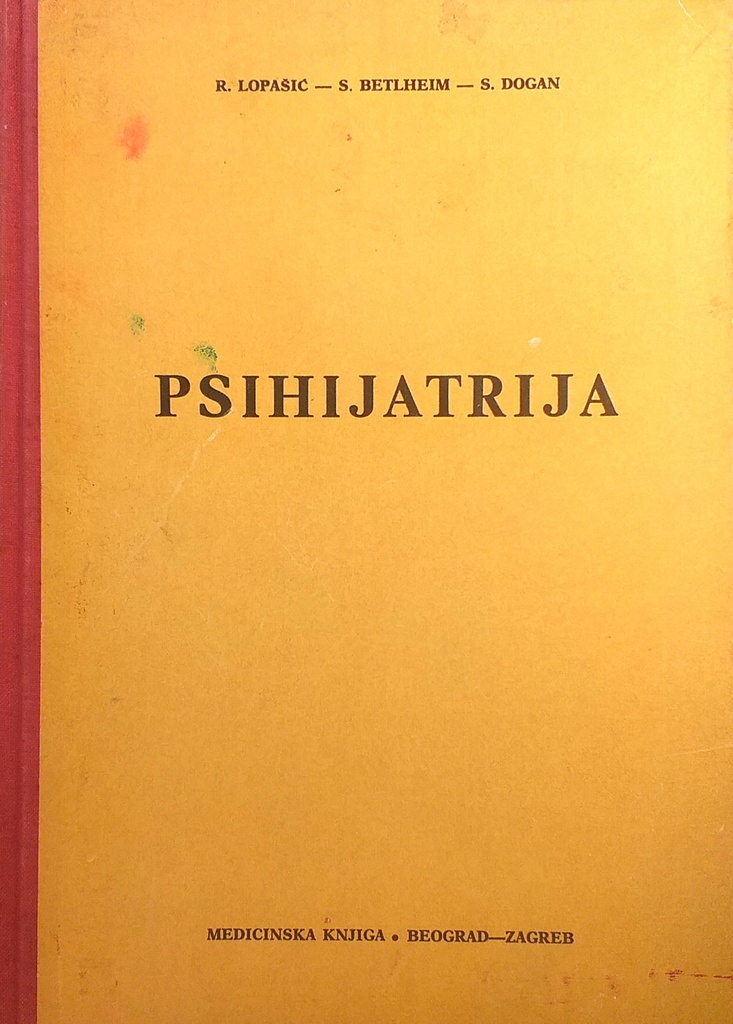 R. LOPAŠIĆ — S. BETLHEIM — S. DOGAN
PSIHIJATRIJA
MEDICINSKA KNJIGA • BEOGRAD—ZAGREB